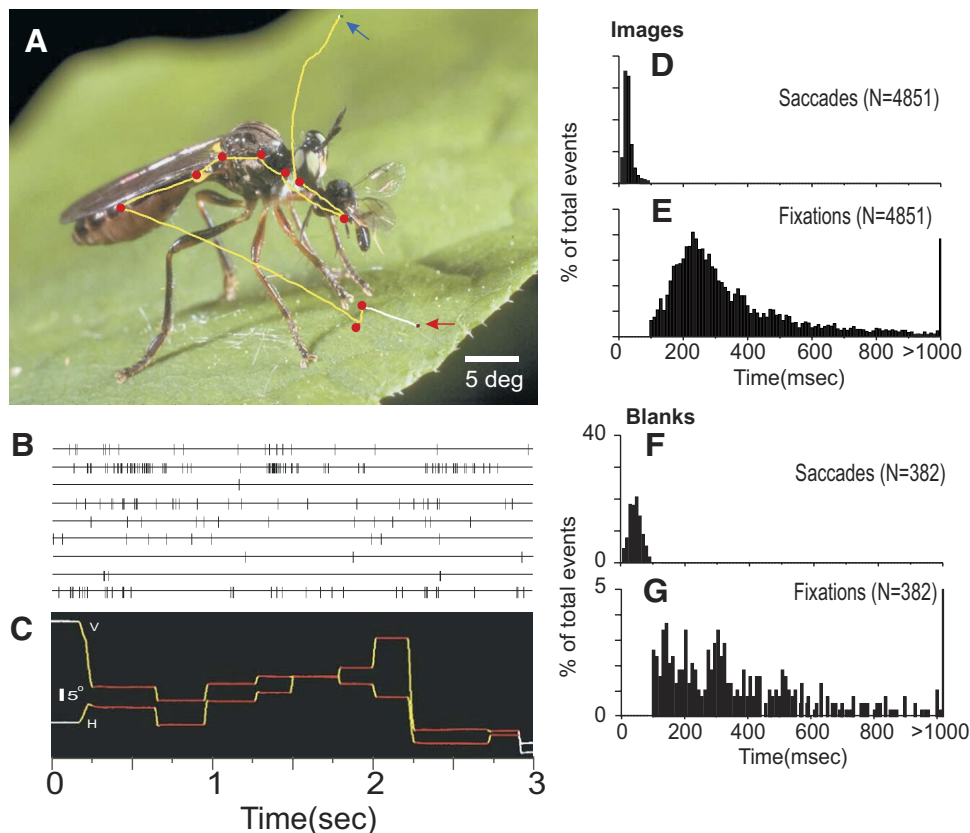 A
5 deg
B
C
V
5°
H
0
1
2
3
Time(sec)
Images
D
Saccades (N=4851)
E
Fixations (N=4851)
% of total events
0
200
400
600
800
>1000
Time(msec)
Blanks
40
F
Saccades (N=382)
0
5
G
Fixations (N=382)
% of total events
0
0
200
400
600
800
>1000
Time(msec)